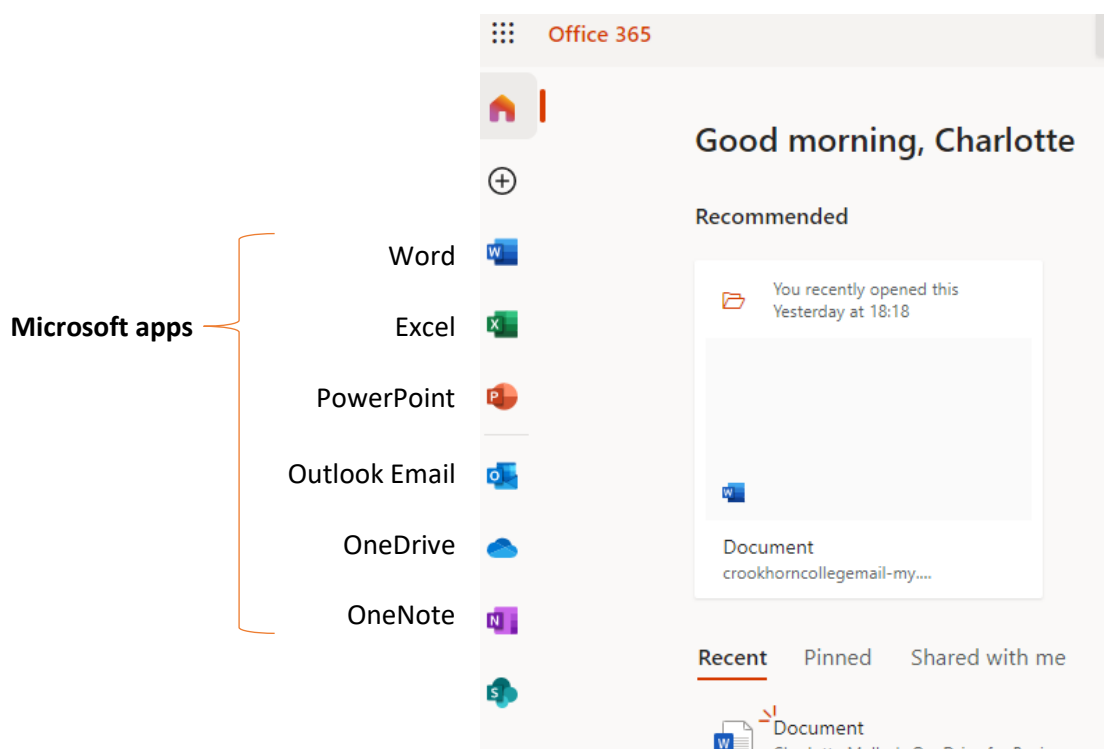 Office 365
Good morning, Charlotte
Recommended
Microsoft apps
Word
Excel
PowerPoint
Outlook Email
OneDrive
OneNote
W
X
P
O
N
S
You recently opened this
Yesterday at 18:18
W
Document
crookhorncollegemail-my....
Recent Pinned Shared with me
W
Document